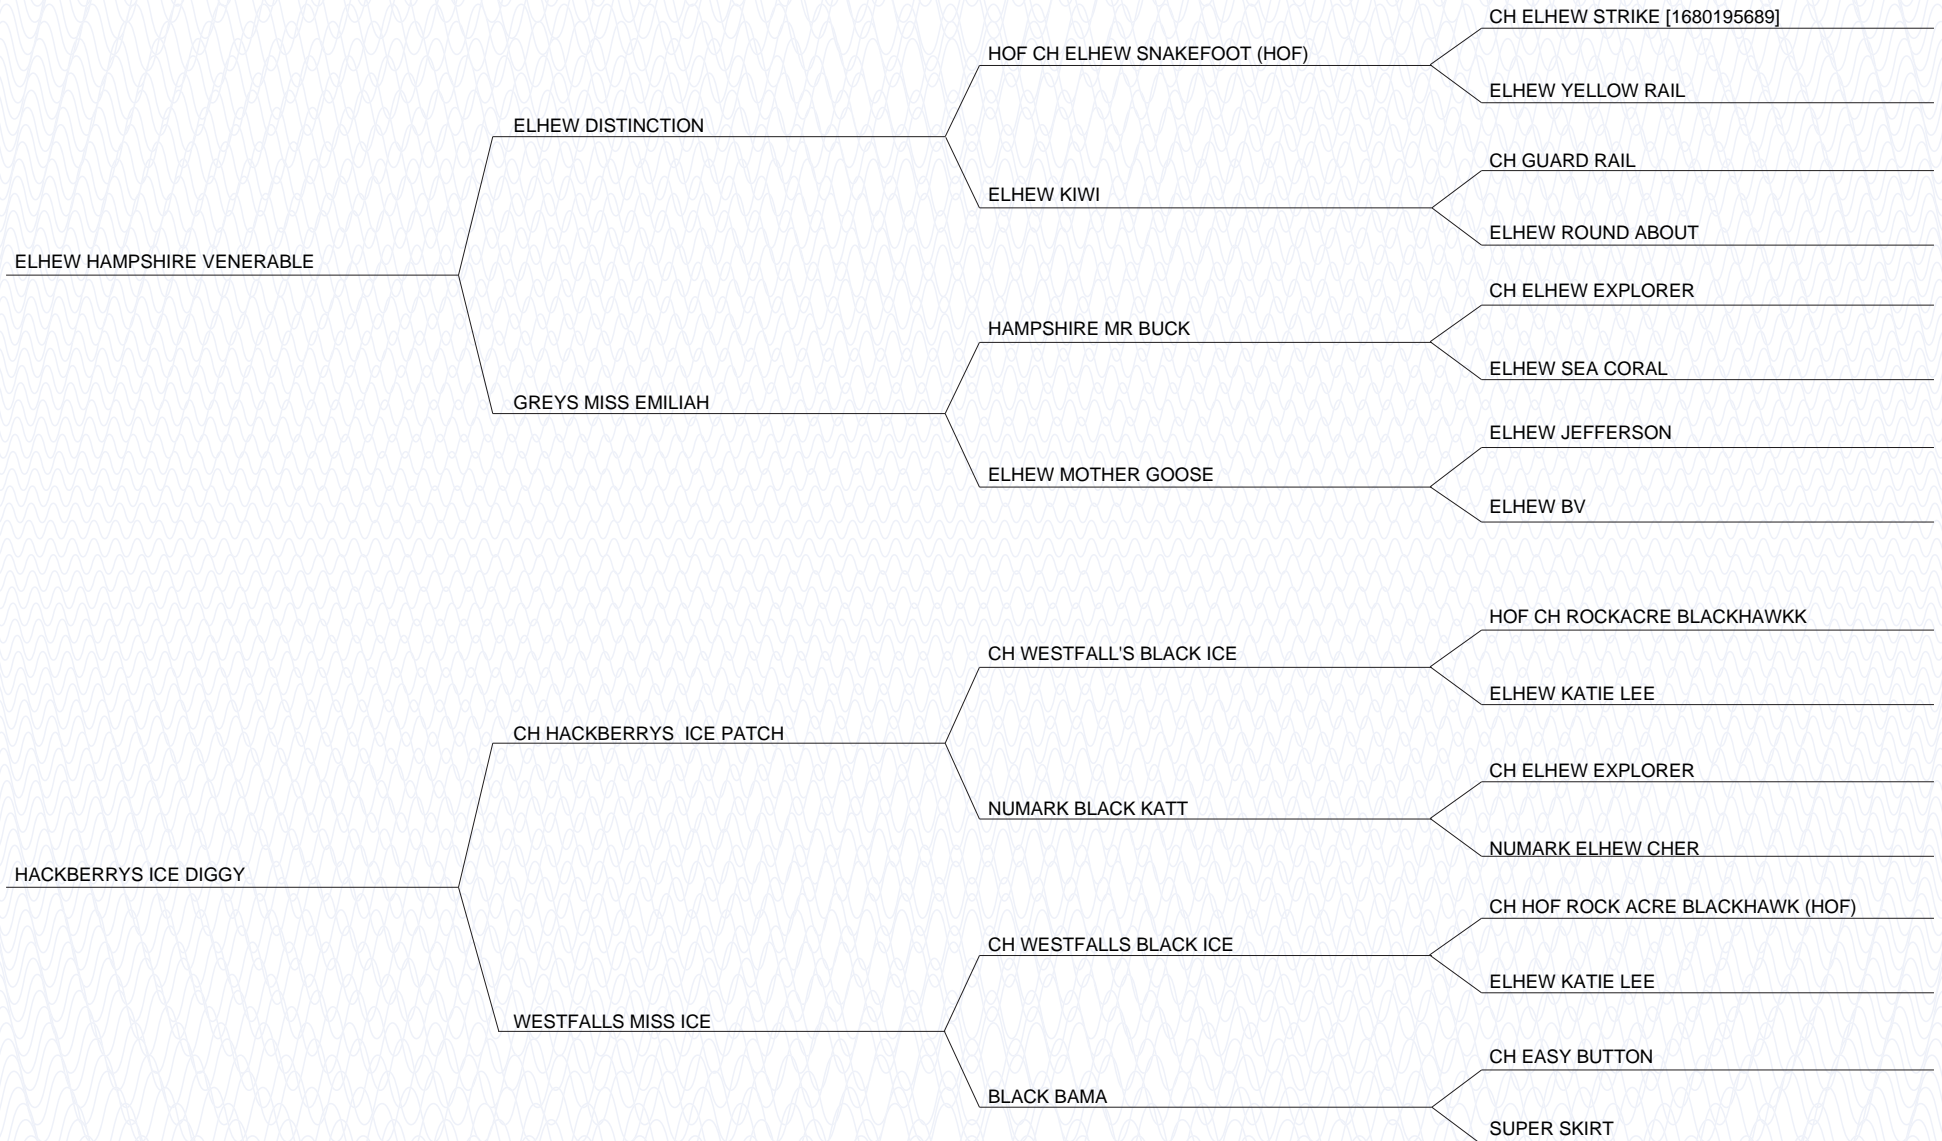 CH ELHEW STRIKE [1680195689]
HOF CH ELHEW SNAKEFOOT (HOF)
ELHEW YELLOW RAIL
ELHEW DISTINCTION
CH GUARD RAIL
ELHEW KIWI
ELHEW ROUND ABOUT
ELHEW HAMPSHIRE VENERABLE
CH ELHEW EXPLORER
HAMPSHIRE MR BUCK
ELHEW SEA CORAL
GREYS MISS EMILIAH
ELHEW JEFFERSON
ELHEW MOTHER GOOSE
ELHEW BV
HOF CH ROCKACRE BLACKHAWKK
CH WESTFALL'S BLACK ICE
ELHEW KATIE LEE
CH HACKBERRYS  ICE PATCH
CH ELHEW EXPLORER
NUMARK BLACK KATT
NUMARK ELHEW CHER
HACKBERRYS ICE DIGGY
CH HOF ROCK ACRE BLACKHAWK (HOF)
CH WESTFALLS BLACK ICE
ELHEW KATIE LEE
WESTFALLS MISS ICE
CH EASY BUTTON
BLACK BAMA
SUPER SKIRT